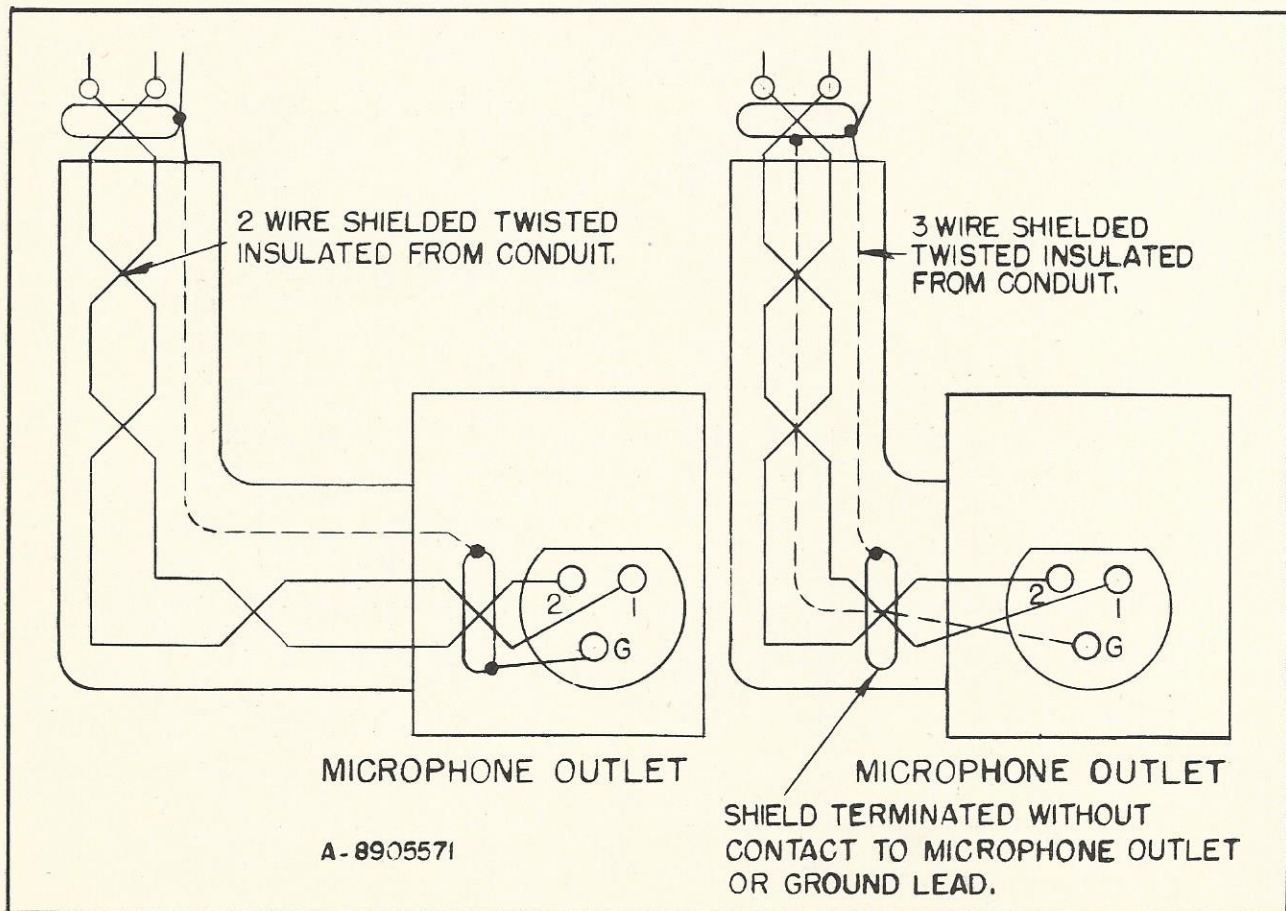 2 WIRE SHIELDED TWISTED
INSULATED FROM CONDUIT.
3 WIRE SHIELDED
TWISTED INSULATED
FROM CONDUIT.
2
1
G
2
1
G
MICROPHONE OUTLET
MICROPHONE OUTLET
SHIELD TERMINATED WITHOUT
CONTACT TO MICROPHONE OUTLET
OR GROUND LEAD.
A-8905571